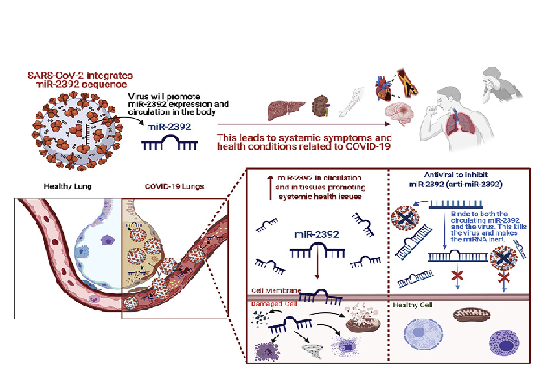 SARS-CoV-2 integrates
miR-2392 sequence
Virus will promote
miR-2392 expression and
circulation in the body
miR-2392
This leads to systemic symptoms and
health conditions related to COVID-19
Healthy Lung
COVID-19 Lungs
miR-2392 in circulation
and in tissues promoting
systemic health issues
miR-2392
Cell Membrane
Damaged Cell
Antiviral to inhibit
miR-2392 (anti-miR-2392)
Binds to both the
circulating miR-2392
and the virus. This kills
the virus and makes
the miRNA inert.
Healthy Cell